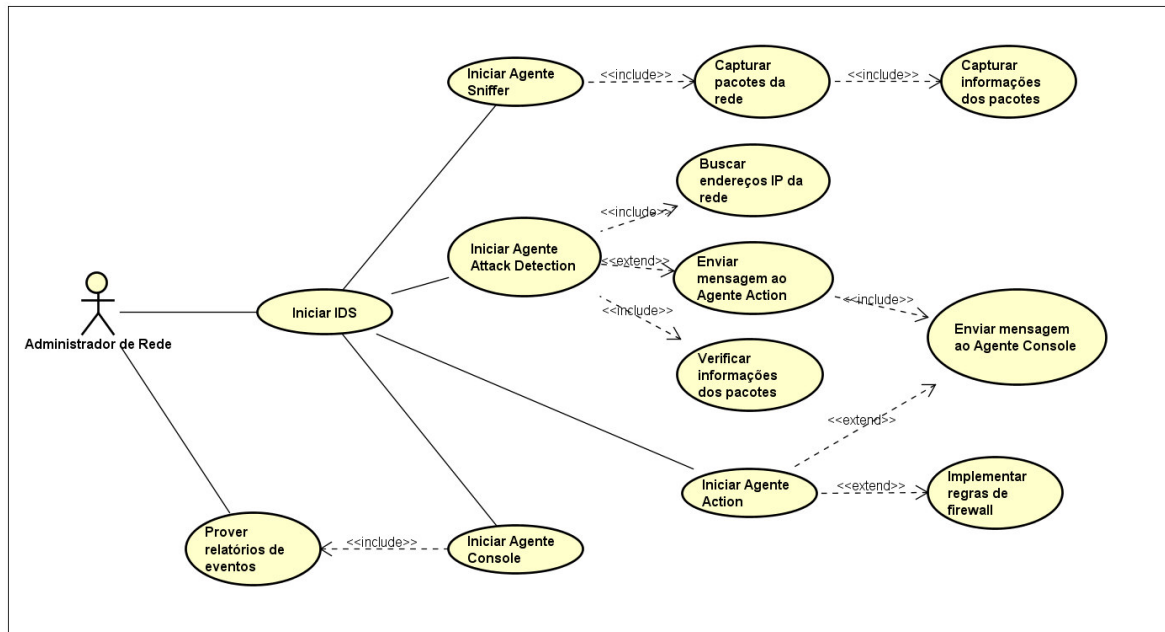 Iniciar Agente
Sniffer
<<include>>
Capturar
pacotes da
rede
<<include>>
Capturar
informações
dos pacotes
Buscar
endereços IP da
rede
<<include>>
Iniciar Agente
Attack Detection
<<extend>>
Enviar
mensagem ao
Agente Action
<<include>>
<<include>>
Enviar mensagem
ao Agente Console
Verificar
informações
dos pacotes
Iniciar IDS
Administrador de Rede
<<extend>>
Iniciar Agente
Action
<<extend>>
Implementar
regras de
firewall
Prover
relatórios de
eventos
<<include>>
Iniciar Agente
Console